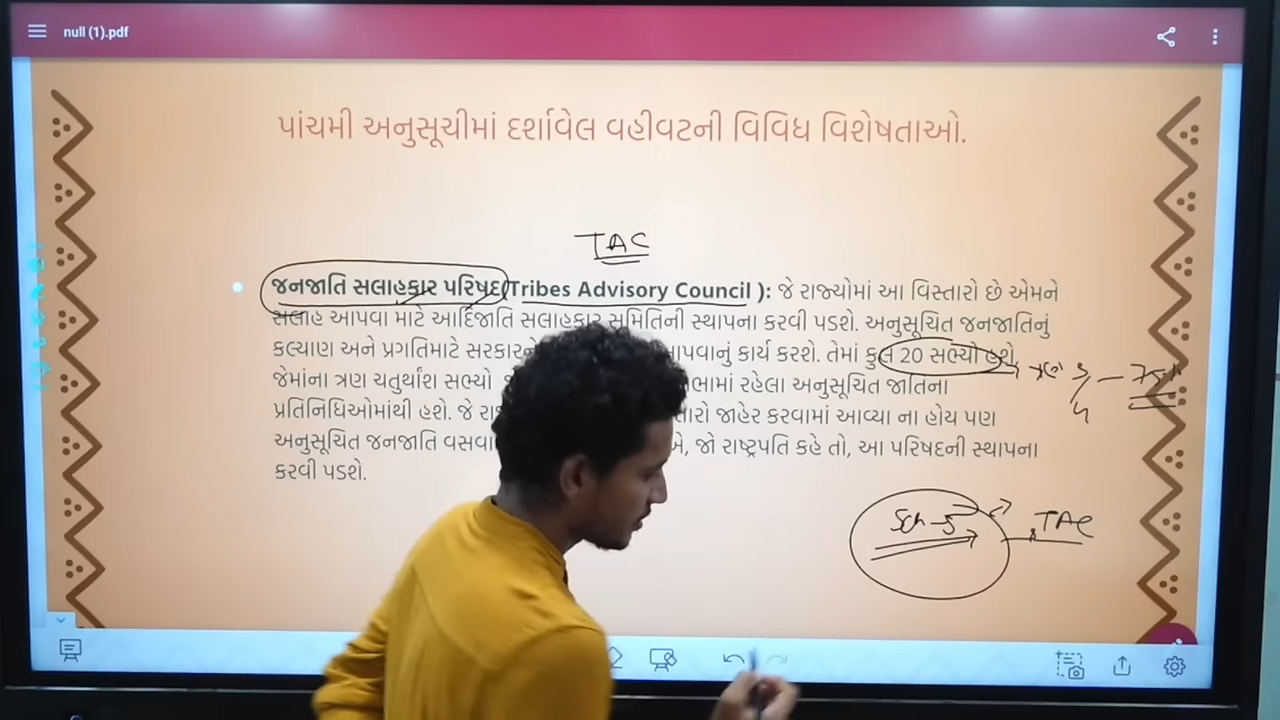 null (1).pdf
પાંચમી અનુસૂચીમાં દર્શાવેલ વહીવટની વિવિધ વિશેષતાઓ.
TAC
જનજાતિ સલાહકાર પરિષદ(Tribes Advisory Council ): જે રાજ્યોમાં આ વિસ્તારો છે એમને
સલાહ આપવા માટે આદિજાતિ સલાહકાર સમિતિની સ્થાપના કરવી પડશે. અનુસૂચિત જનજાતિનું
કલ્યાણ અને પ્રગતિમાટે સરકારને આપવાનું કાર્ય કરશે. તેમાં કુલ 20 સભ્યો હશે,
જેમાંના ત્રણ ચતુર્થાંશ સભ્યો રહેલા અનુસૂચિત જાતિના
પ્રતિનિધિઓમાંથી હશે. જે જાહેર કરવામાં આવ્યા ના હોય પણ
અનુસૂચિત જનજાતિ જો રાષ્ટ્રપતિ કહે તો, આ પરિષદની સ્થાપના
કરવી પડશે.
Sch-5 TAC